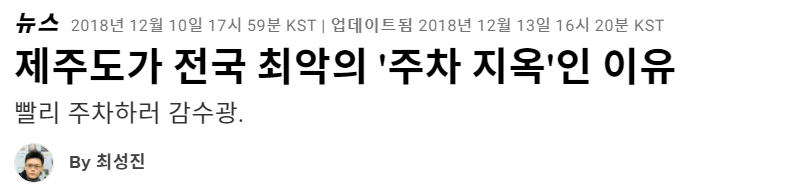 뉴스 2018년 12월 10일 17시 59분 KST | 업데이트됨 2018년 12월 13일 16시 20분 KST
제주도가 전국 최악의 '주차 지옥'인 이유
빨리 주차하러 감수광.
By 최성진